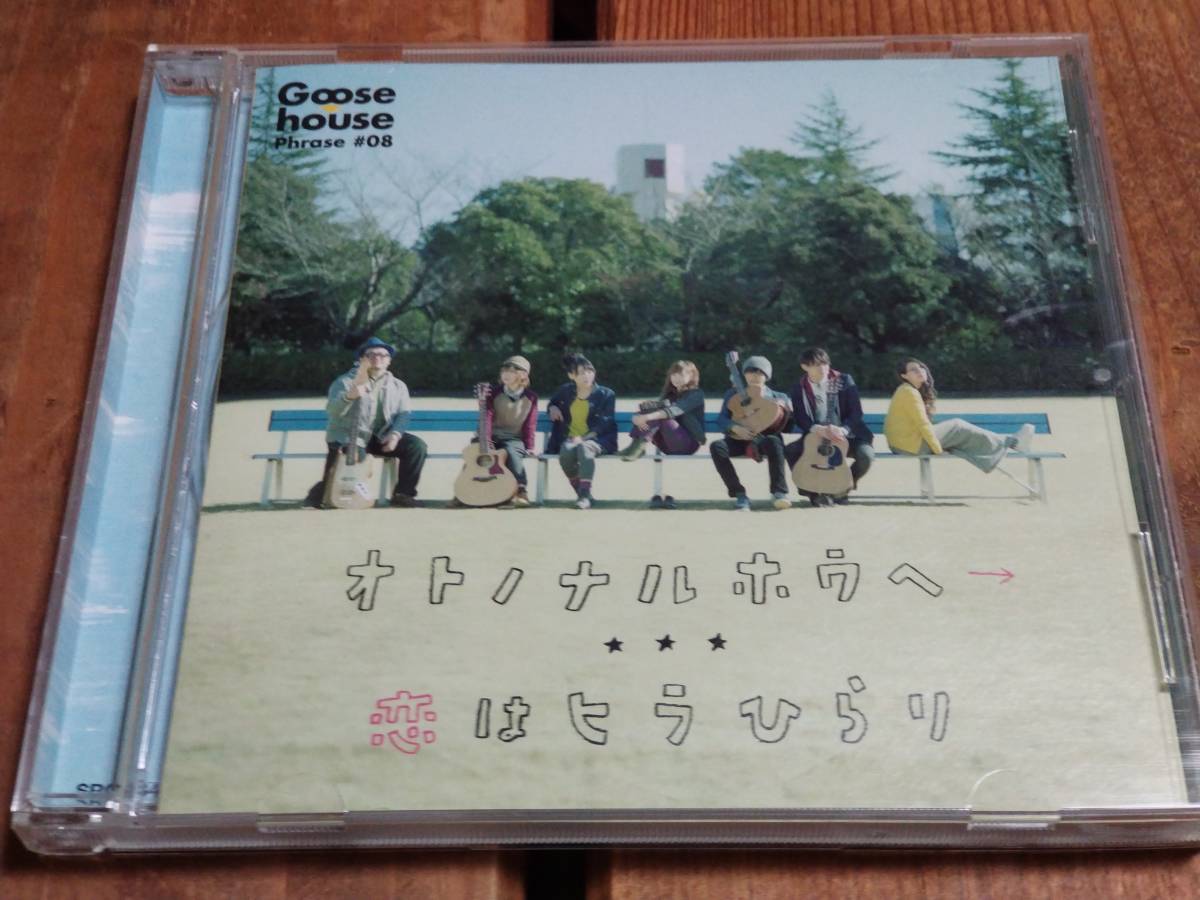 Goose
house
Phrase #08
オトノナルホウヘ→
★ ★ ★
恋はヒラひらり